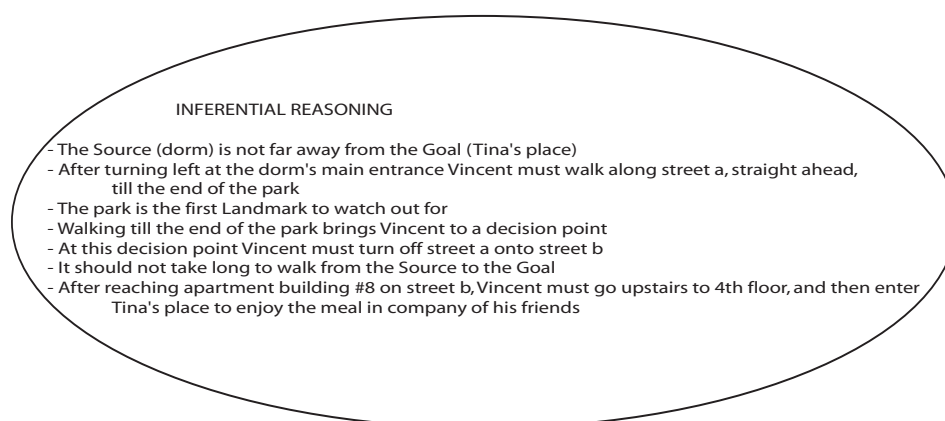 INFERENTIAL REASONING
- The Source (dorm) is not far away from the Goal (Tina's place)
- After turning left at the dorm's main entrance Vincent must walk along street a, straight ahead,
till the end of the park
- The park is the first Landmark to watch out for
- Walking till the end of the park brings Vincent to a decision point
- At this decision point Vincent must turn off street a onto street b
- It should not take long to walk from the Source to the Goal
- After reaching apartment building #8 on street b, Vincent must go upstairs to 4th floor, and then enter
Tina's place to enjoy the meal in company of his friends